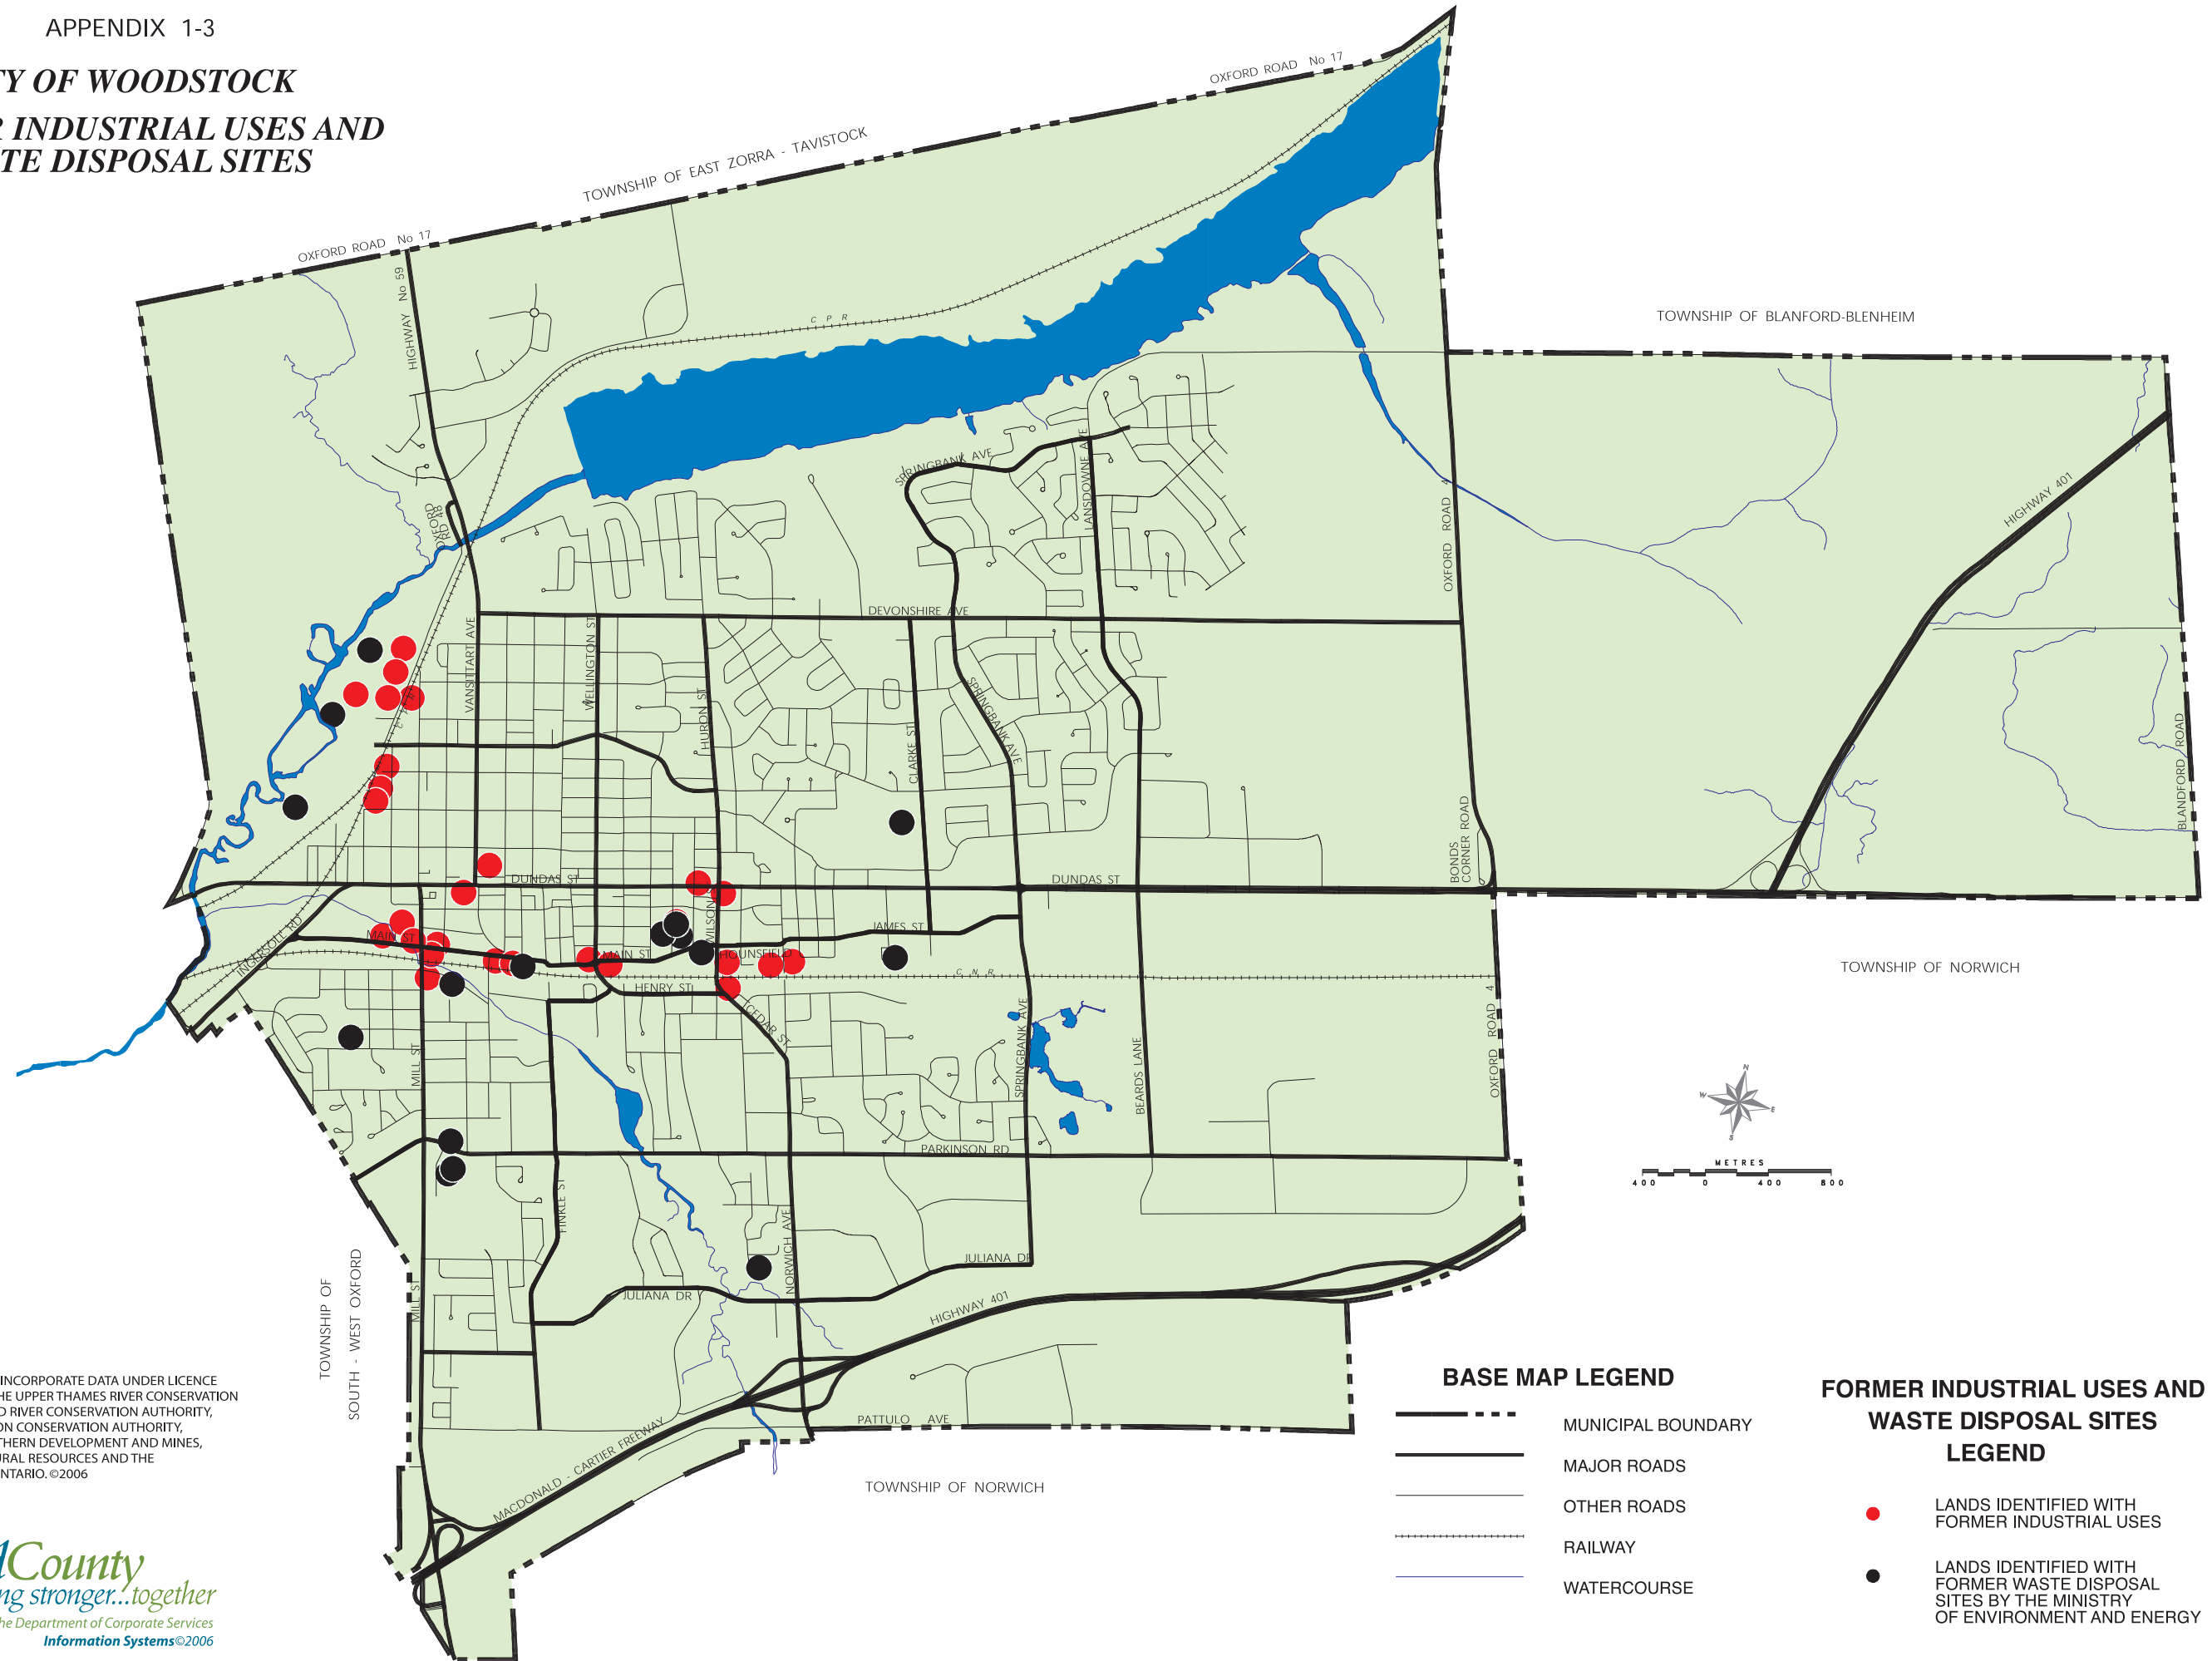 APPENDIX 1-3
TY OF WOODSTOCK
R INDUSTRIAL USES AND
TE DISPOSAL SITES
OXFORD ROAD No 17
TOWNSHIP OF EAST ZORRA - TAVISTOCK
OXFORD ROAD No 17
HIGHWAY No 59
C P R
TOWNSHIP OF BLANFORD-BLENHEIM
HIGHWAY 401
SPRINGBANK AVE
LANSDOWNE AVE
OXFORD ROAD 4
OXFORD
RD 4B
DEVONSHIRE AVE
VANSITTART AVE
WELLINGTON ST
HURON ST
CLARKE ST
SPRINGBANK AVE
C P R
BLANDFORD ROAD
BONDS
CORNER ROAD
DUNDAS ST
DUNDAS ST
WILSON
JAMES ST
MAIN ST
MAIN ST
HOUNSFIELD
INGERSOLL RD
C N R
HENRY ST
CEDAR ST
TOWNSHIP OF NORWICH
MILL ST
SPRINGBANK AVE
BEARDS LANE
OXFORD ROAD 4
N
W
E
S
METRES
400 0 400 800
PARKINSON RD
FINKLE ST
NORWICH AVE
JULIANA DR
JULIANA DR
HIGHWAY 401
MILL ST
TOWNSHIP OF
SOUTH - WEST OXFORD
PATTULO AVE
MACDONALD - CARTIER FREEWAY
TOWNSHIP OF NORWICH
INCORPORATE DATA UNDER LICENCE
HE UPPER THAMES RIVER CONSERVATION
D RIVER CONSERVATION AUTHORITY,
ON CONSERVATION AUTHORITY,
THERN DEVELOPMENT AND MINES,
URAL RESOURCES AND THE
NTARIO. ©2006
dCounty
ng stronger...together
he Department of Corporate Services
Information Systems©2006
BASE MAP LEGEND
MUNICIPAL BOUNDARY
MAJOR ROADS
OTHER ROADS
RAILWAY
WATERCOURSE
FORMER INDUSTRIAL USES AND
WASTE DISPOSAL SITES
LEGEND
LANDS IDENTIFIED WITH
FORMER INDUSTRIAL USES
LANDS IDENTIFIED WITH
FORMER WASTE DISPOSAL
SITES BY THE MINISTRY
OF ENVIRONMENT AND ENERGY